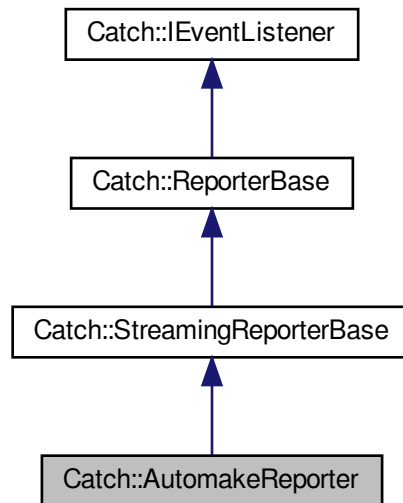 Catch::IEventListener
Catch::ReporterBase
Catch::StreamingReporterBase
Catch::AutomakeReporter